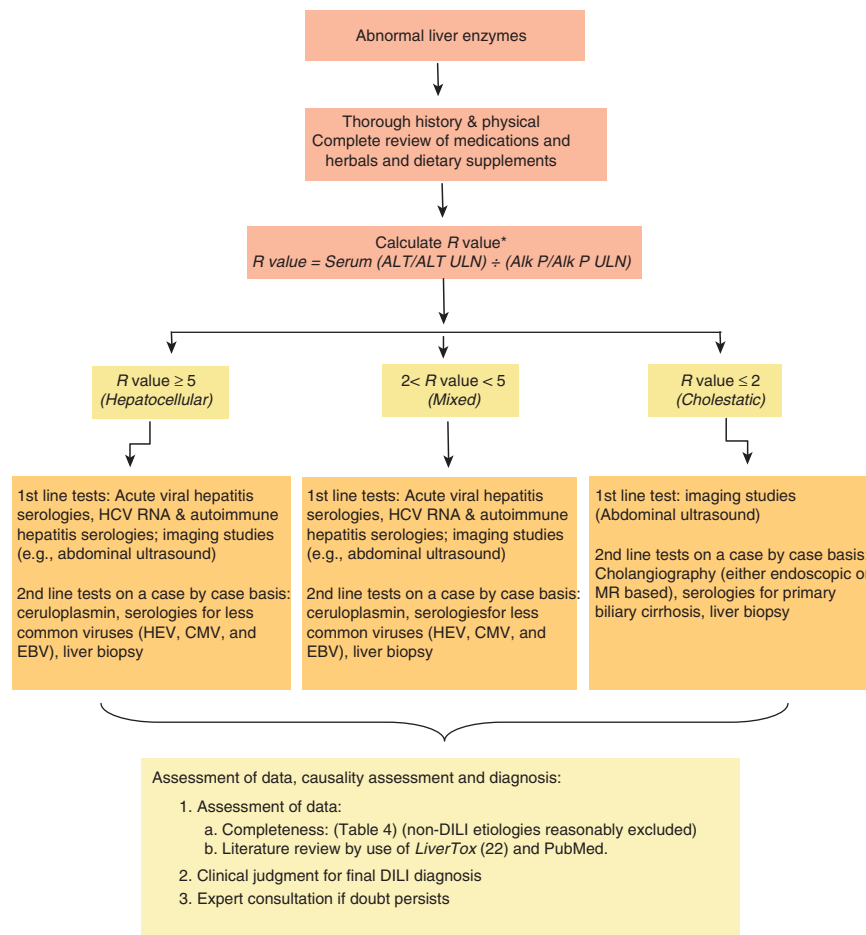 Abnormal liver enzymes
Thorough history & physical
Complete review of medications and
herbals and dietary supplements
Calculate R value*
R value = Serum (ALT/ALT ULN) ÷ (Alk P/Alk P ULN)
R value ≥ 5
(Hepatocellular)
2< R value < 5
(Mixed)
R value ≤ 2
(Cholestatic)
1st line tests: Acute viral hepatitis
serologies, HCV RNA & autoimmune
hepatitis serologies; imaging studies
(e.g., abdominal ultrasound)
2nd line tests on a case by case basis:
ceruloplasmin, serologies for less
common viruses (HEV, CMV, and
EBV), liver biopsy
1st line tests: Acute viral hepatitis
serologies, HCV RNA & autoimmune
hepatitis serologies; imaging studies
(e.g., abdominal ultrasound)
2nd line tests on a case by case basis:
ceruloplasmin, serologiesfor less
common viruses (HEV, CMV, and
EBV), liver biopsy
1st line test: imaging studies
(Abdominal ultrasound)
2nd line tests on a case by case basis:
Cholangiography (either endoscopic or
MR based), serologies for primary
biliary cirrhosis, liver biopsy
Assessment of data, causality assessment and diagnosis:
1. Assessment of data:
a. Completeness: (Table 4) (non-DILI etiologies reasonably excluded)
b. Literature review by use of LiverTox (22) and PubMed.
2. Clinical judgment for final DILI diagnosis
3. Expert consultation if doubt persists